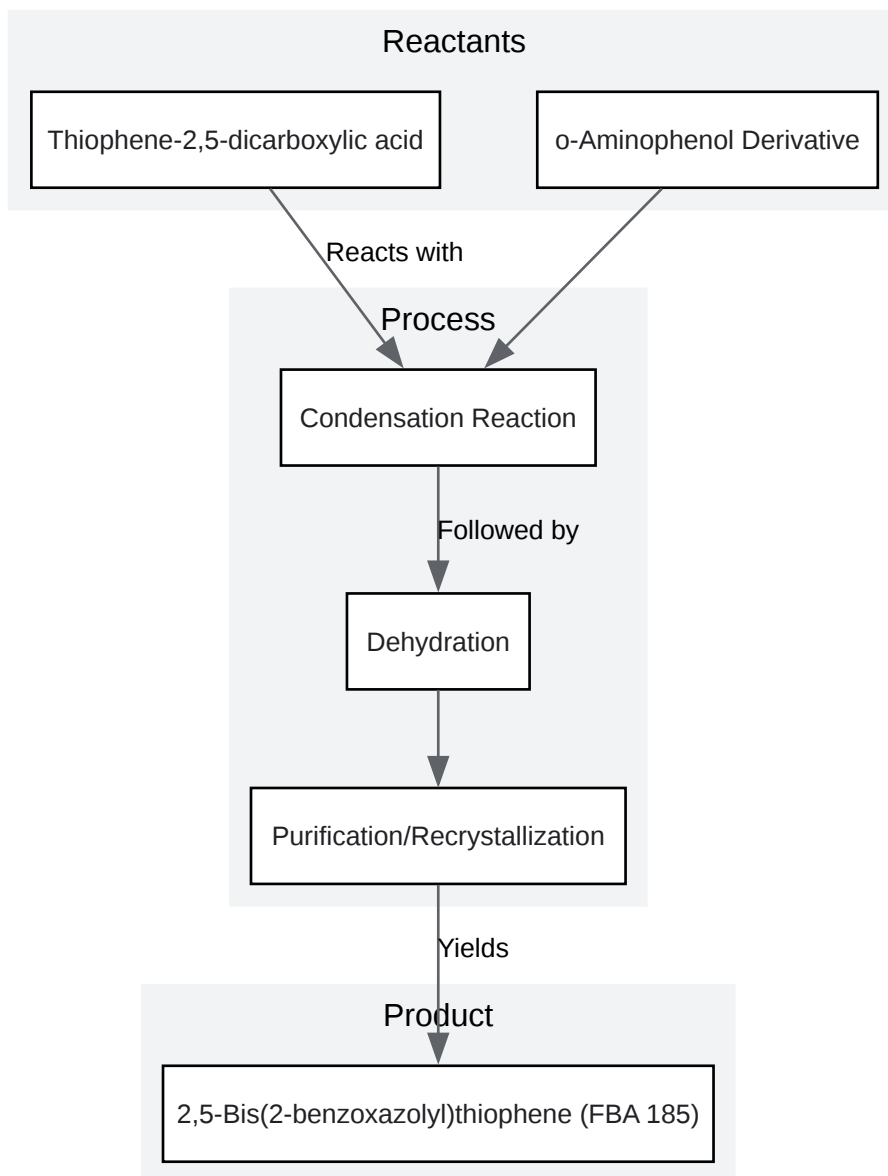 Reactants
Thiophene-2,5-dicarboxylic acid
o-Aminophenol Derivative
Reacts with
Process
Condensation Reaction
Followed by
Dehydration
Purification/Recrystallization
Yields
Product
2,5-Bis(2-benzoxazolyl)thiophene (FBA 185)